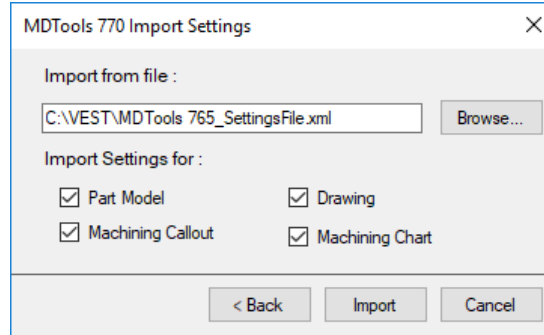 MDTools 770 Import Settings
Import from file :
C:\VEST\MDTools 765_SettingsFile.xml
Browse...
Import Settings for :
Part Model
Drawing
Machining Callout
Machining Chart
< Back
Import
Cancel